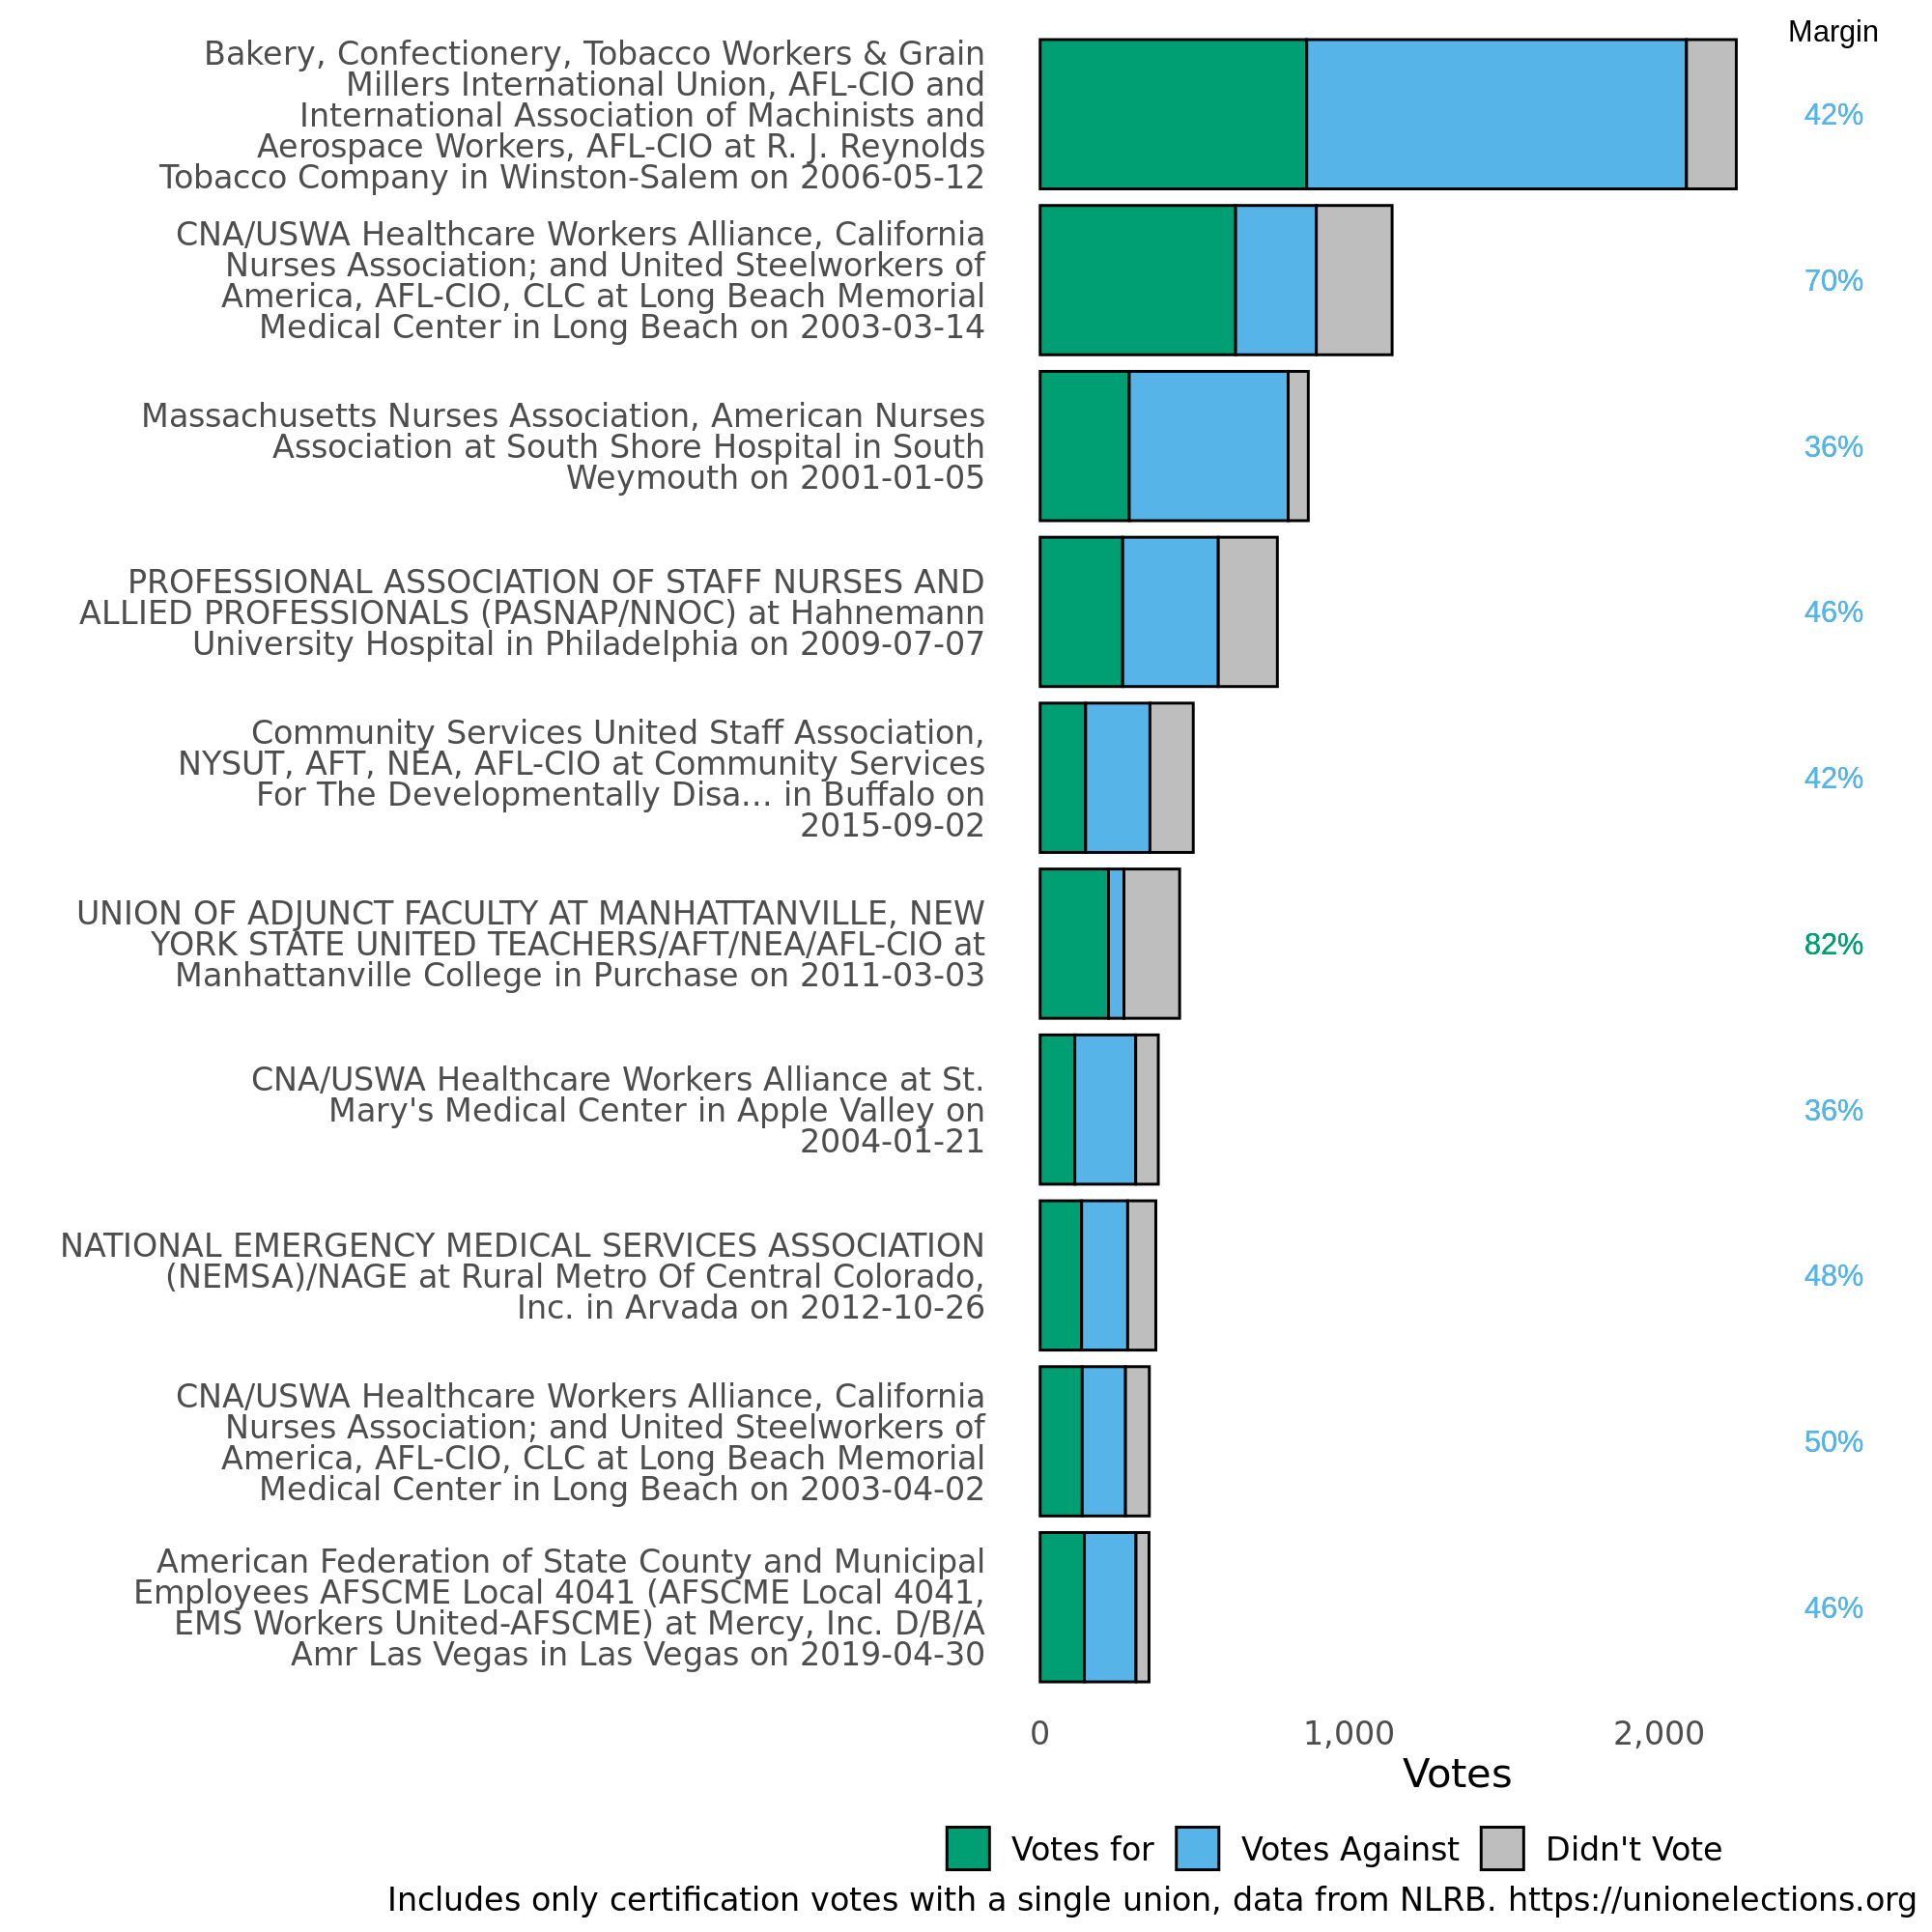 Margin
Bakery, Confectionery, Tobacco Workers & Grain
Millers International Union, AFL-CIO and
International Association of Machinists and
Aerospace Workers, AFL-CIO at R. J. Reynolds
Tobacco Company in Winston-Salem on 2006-05-12
42%
CNA/USWA Healthcare Workers Alliance, California
Nurses Association; and United Steelworkers of
America, AFL-CIO, CLC at Long Beach Memorial
Medical Center in Long Beach on 2003-03-14
70%
Massachusetts Nurses Association, American Nurses
Association at South Shore Hospital in South
Weymouth on 2001-01-05
36%
PROFESSIONAL ASSOCIATION OF STAFF NURSES AND
ALLIED PROFESSIONALS (PASNAP/NNOC) at Hahnemann
University Hospital in Philadelphia on 2009-07-07
46%
Community Services United Staff Association,
NYSUT, AFT, NEA, AFL-CIO at Community Services
For The Developmentally Disa... in Buffalo on
2015-09-02
42%
UNION OF ADJUNCT FACULTY AT MANHATTANVILLE, NEW
YORK STATE UNITED TEACHERS/AFT/NEA/AFL-CIO at
Manhattanville College in Purchase on 2011-03-03
82%
CNA/USWA Healthcare Workers Alliance at St.
Mary's Medical Center in Apple Valley on
2004-01-21
36%
NATIONAL EMERGENCY MEDICAL SERVICES ASSOCIATION
(NEMSA)/NAGE at Rural Metro Of Central Colorado,
Inc. in Arvada on 2012-10-26
48%
CNA/USWA Healthcare Workers Alliance, California
Nurses Association; and United Steelworkers of
America, AFL-CIO, CLC at Long Beach Memorial
Medical Center in Long Beach on 2003-04-02
50%
American Federation of State County and Municipal
Employees AFSCME Local 4041 (AFSCME Local 4041,
EMS Workers United-AFSCME) at Mercy, Inc. D/B/A
Amr Las Vegas in Las Vegas on 2019-04-30
46%
0 1,000 2,000
Votes
Votes for Votes Against Didn't Vote
Includes only certification votes with a single union, data from NLRB. https://unionelections.org